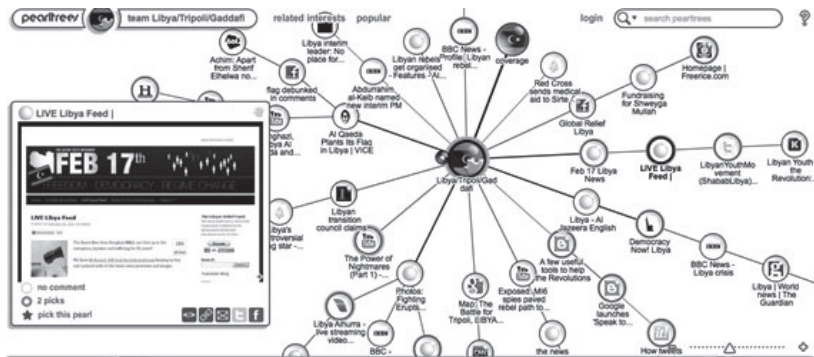 pearltrees
team Libya/Tripoli/Gaddafi
related interests
popular
login
search pearltrees
Achim: Apart
from Sherif
Elhelwa no...
Libya interim
leader: No
place for...
Libyan rebels
get organised
- Features - Al...
BBC News -
Profile: Libyan
rebel...
coverage
Red Cross
sends medical
aid to Sirte
Homepage |
Freerice.com
flag debunked
in comments
Abdurrahim
al-Keib named
new interim PM
Fundraising
for Shweyga
Mullah
Global Relief
Libya
Al Qaeda
Plants Its Flag
in Libya | VICE
Libya/Tripoli/Gad
dafi
Feb 17 Libya
News
LIVE Libya
Feed |
LibyanYouthMo
vement
(ShababLibya)...
Libyan Youth
the
Revolution:...
LIVE Libya Feed |
FEB 17th
FREEDOM - DEMOCRACY - REGIME CHANGE
LIVE Libya Feed
no comment
2 picks
pick this pearl
Libyan
transition
council claims
The Power of
Nightmares
(Part 1) -...
Photos:
Fighting
Erupts...
Libya Alhurra -
live streaming
video...
BBC -
Map: The
Battle for
Tripoli, LIBYA...
Exposed: MI6
spies paved
rebel path to...
A few useful
tools to help
the Revolutions
Libya - Al
Jazeera English
Democracy
Now! Libya
BBC News -
Libya crisis
Libya | World
news | The
Guardian
Google
launches
'Speak to...
the news
How tweets